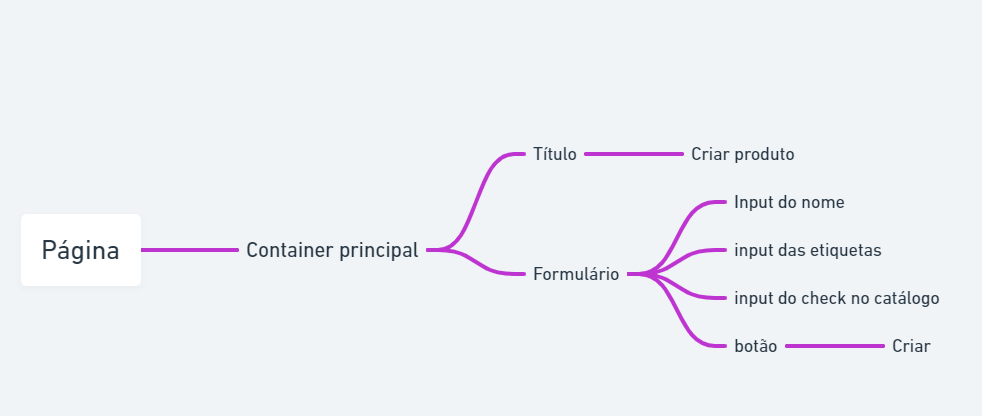 Página
Container principal
Título
Criar produto
Formulário
Input do nome
input das etiquetas
input do check no catálogo
botão
Criar